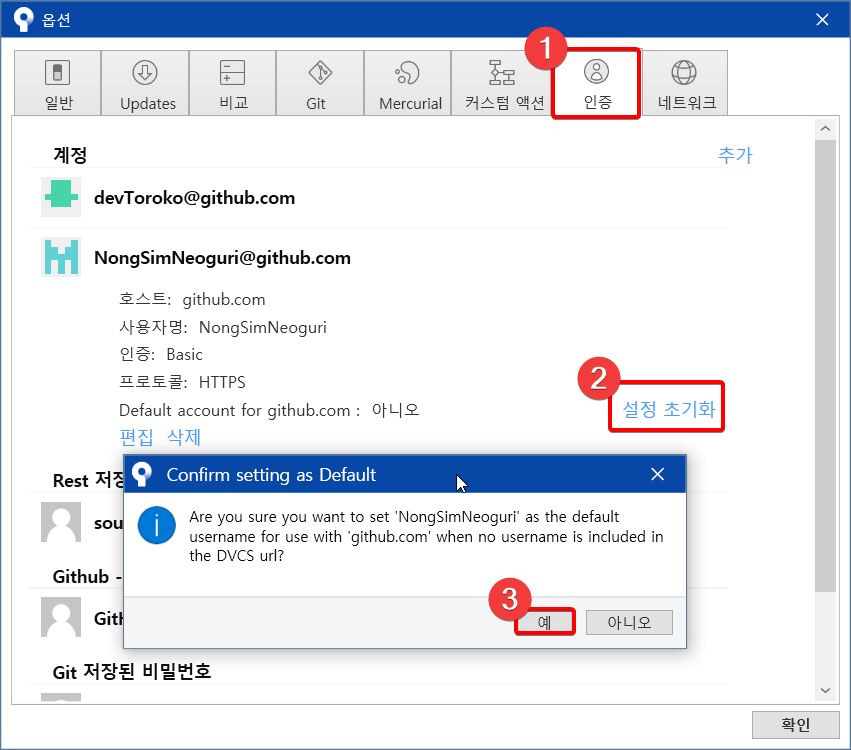 옵션
1
일반 Updates 비교 Git Mercurial 커스텀 액션 인증 네트워크
계정 추가
devToroko@github.com
NongSimNeoguri@github.com
호스트: github.com
사용자명: NongSimNeoguri
인증: Basic
프로토콜: HTTPS
2
Default account for github.com : 아니오 설정 초기화
편집 삭제
Rest 저장
sou
Github -
Git
Confirm setting as Default
Are you sure you want to set 'NongSimNeoguri' as the default
username for use with 'github.com' when no username is included in
the DVCS url?
3
예 아니오
Git 저장된 비밀번호
확인